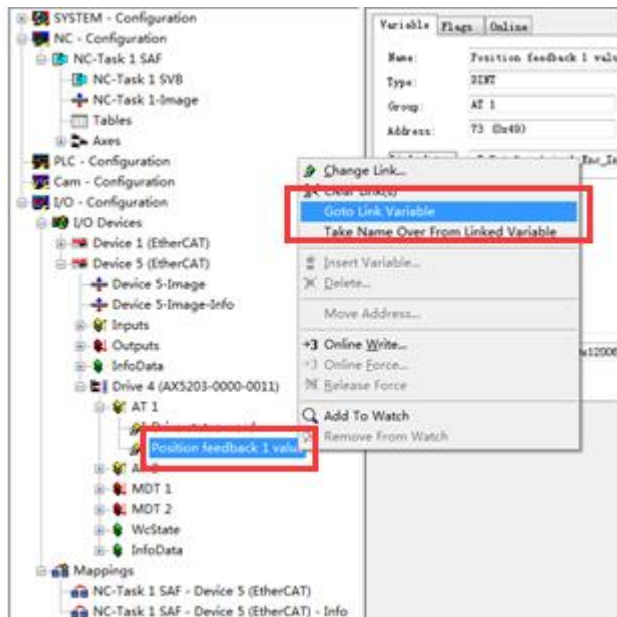 SYSTEM - Configuration
NC - Configuration
NC-Task 1 SAF
NC-Task 1 SVB
NC-Task 1-Image
Tables
Axes
PLC - Configuration
Cam - Configuration
I/O - Configuration
I/O Devices
Device 1 (EtherCAT)
Device 5 (EtherCAT)
Device 5-Image
Device 5-Image-Info
Inputs
Outputs
InfoData
Drive 4 (AX5203-0000-0011)
AT 1
Position feedback 1 valu
MDT 1
MDT 2
WcState
InfoData
Mappings
NC-Task 1 SAF - Device 5 (EtherCAT)
NC-Task 1 SAF - Device 5 (EtherCAT) - Info
Variable Flags Online
Name: Position feedback 1 valu
Type: DINT
Group: AT 1
Address: 73 (0x49)
Change Link...
Clear Link(s)
Goto Link Variable
Take Name Over From Linked Variable
Insert Variable...
Delete...
Move Address...
Online Write...
Online Force...
Release Force
Add To Watch
Remove From Watch